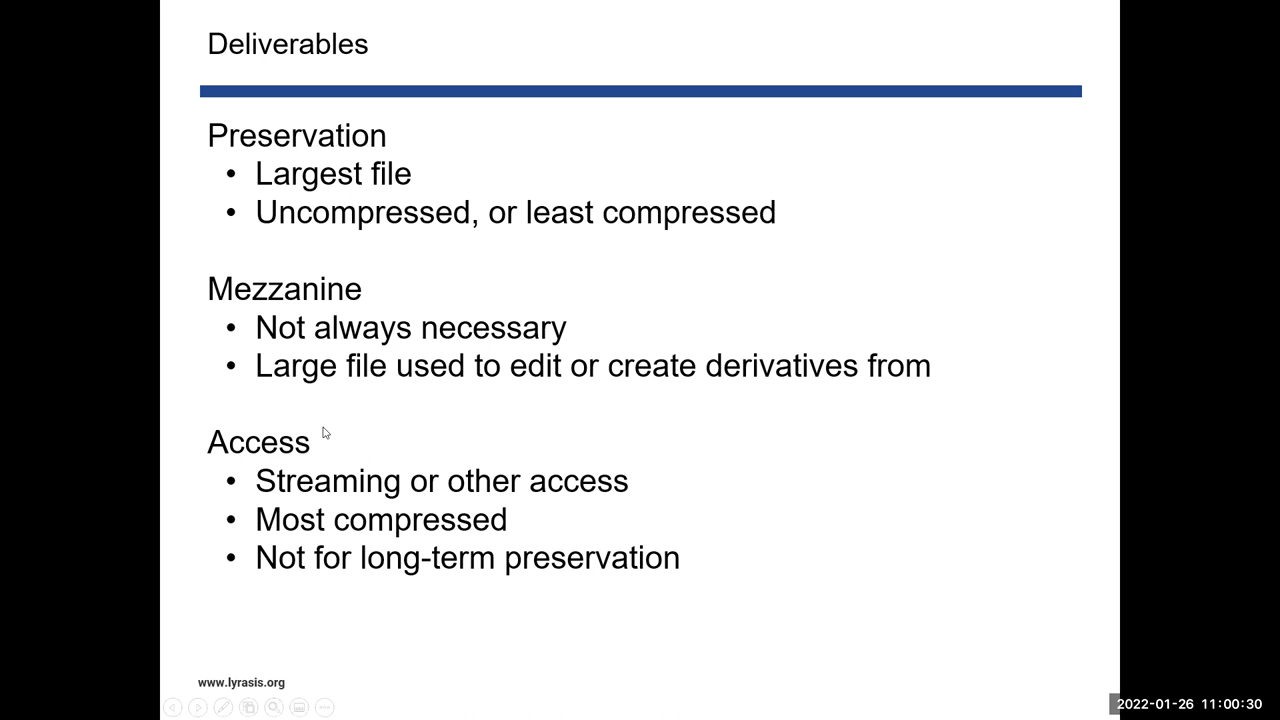 Deliverables
Preservation
• Largest file
• Uncompressed, or least compressed
Mezzanine
• Not always necessary
• Large file used to edit or create derivatives from
Access
• Streaming or other access
• Most compressed
• Not for long-term preservation
www.lyrasis.org
2022-01-26 11:00:30